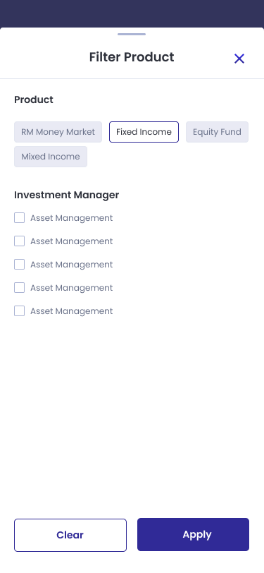 Filter Product
Product
RM Money Market
Fixed Income
Equity Fund
Mixed Income
Investment Manager
Asset Management
Asset Management
Asset Management
Asset Management
Asset Management
Clear
Apply